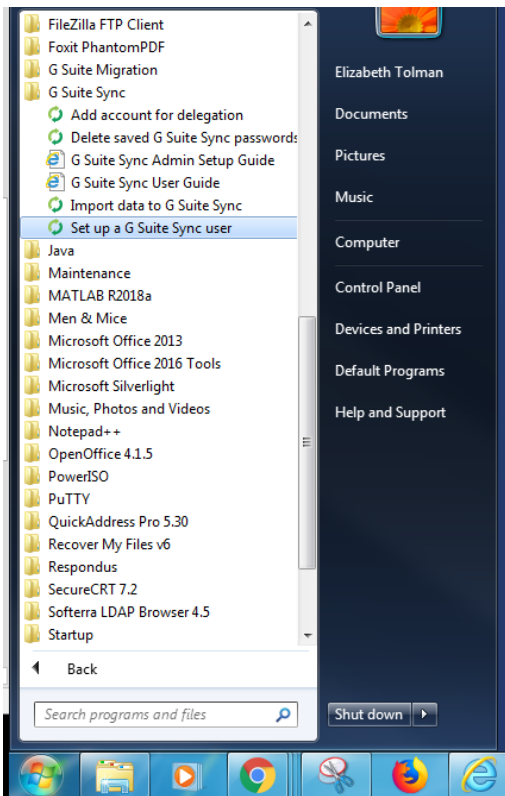 FileZilla FTP Client
Foxit PhantomPDF
G Suite Migration
G Suite Sync
Add account for delegation
Delete saved G Suite Sync passwords
G Suite Sync Admin Setup Guide
G Suite Sync User Guide
Import data to G Suite Sync
Set up a G Suite Sync user
Java
Maintenance
MATLAB R2018a
Men & Mice
Microsoft Office 2013
Microsoft Office 2016 Tools
Microsoft Silverlight
Music, Photos and Videos
Notepad++
OpenOffice 4.1.5
PowerISO
PuTTY
QuickAddress Pro 5.30
Recover My Files v6
Respondus
SecureCRT 7.2
Softerra LDAP Browser 4.5
Startup
Back
Search programs and files
Elizabeth Tolman
Documents
Pictures
Music
Computer
Control Panel
Devices and Printers
Default Programs
Help and Support
Shut down